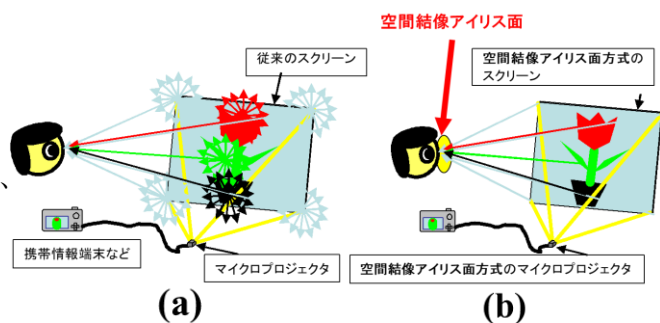 空間結像アイリス面
従来のスクリーン
空間結像アイリス面方式の
スクリーン
、
携帯情報端末など
マイクロプロジェクタ
空間結像アイリス面方式のマイクロプロジェクタ
(a)
(b)